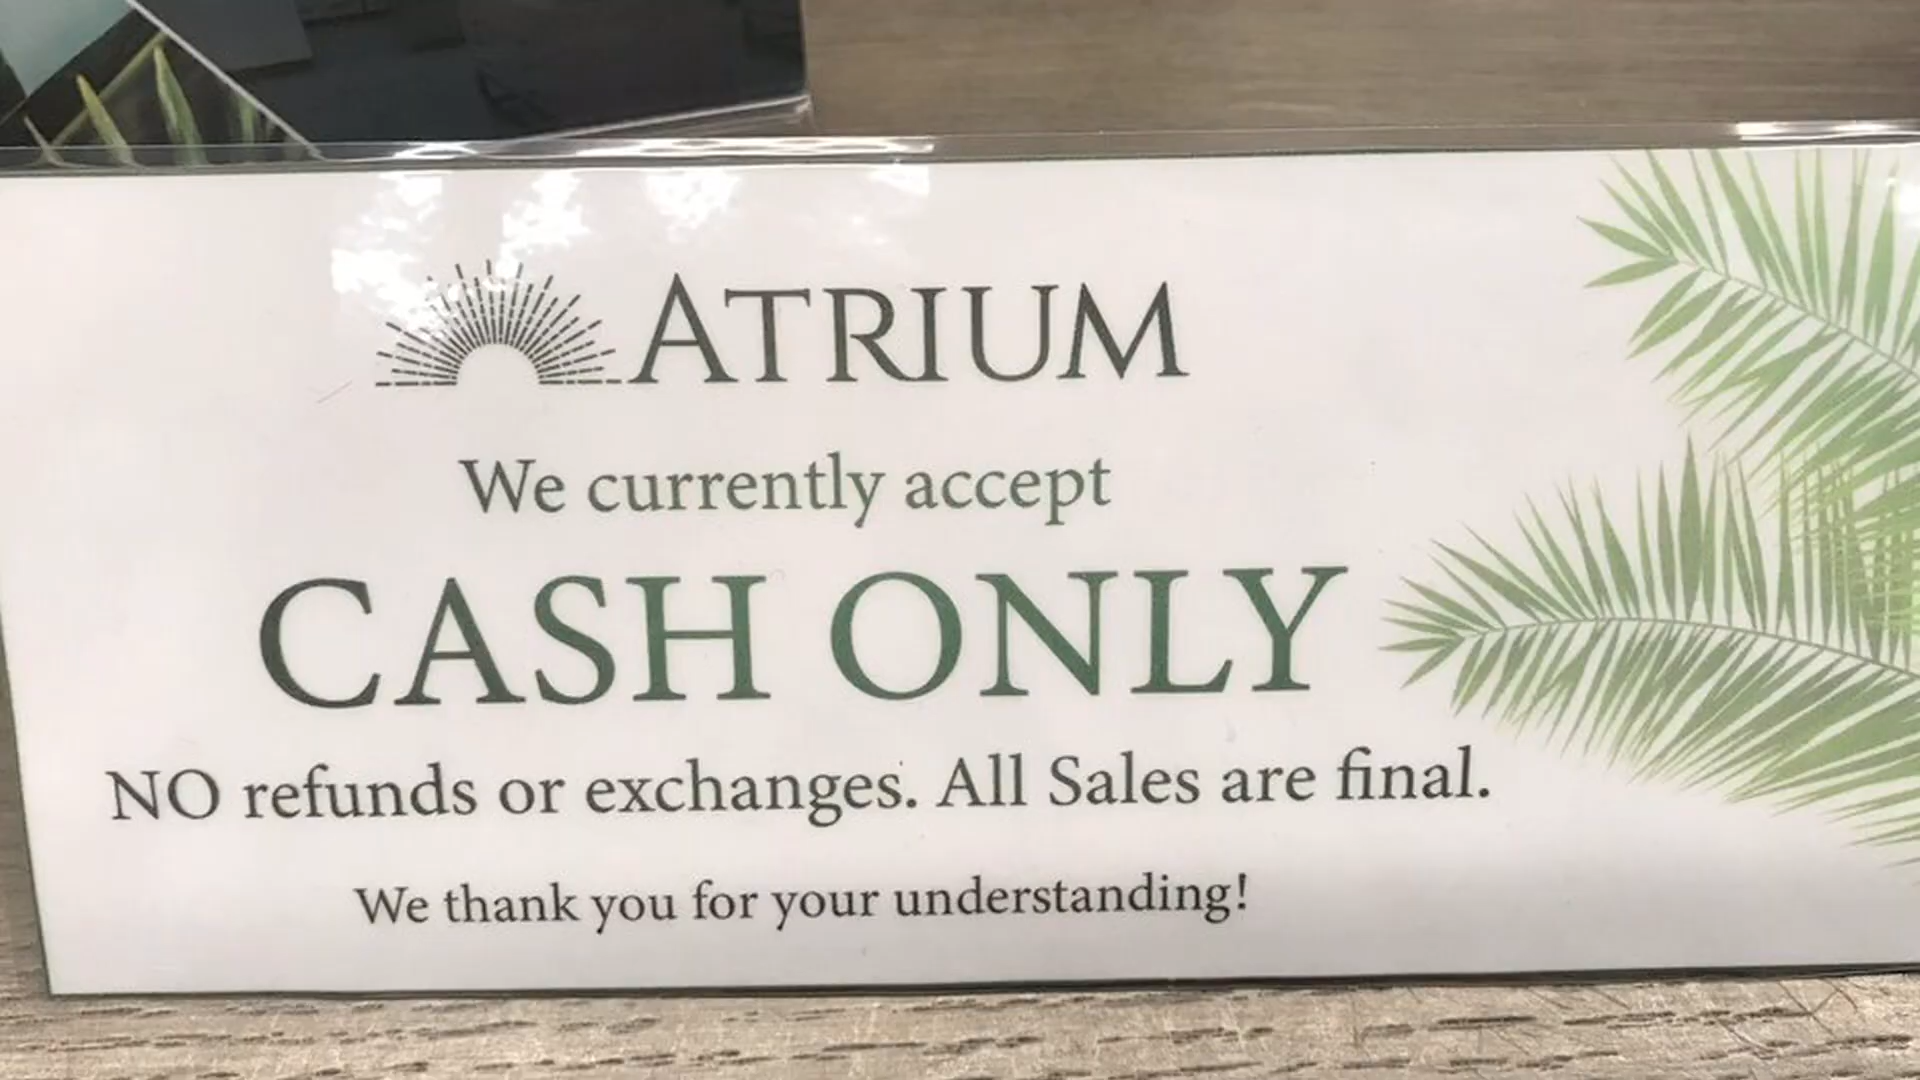 ATRIUM
We currently accept
CASH ONLY
NO refunds or exchanges. All Sales are final.
We thank you for your understanding!